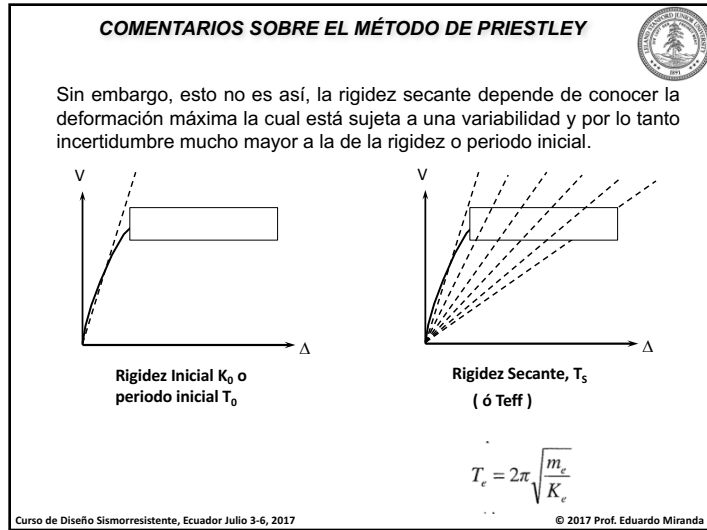 COMENTARIOS SOBRE EL MÉTODO DE PRIESTLEY
Sin embargo, esto no es así, la rigidez secante depende de conocer la
deformación máxima la cual está sujeta a una variabilidad y por lo tanto
incertidumbre mucho mayor a la de la rigidez o periodo inicial.
V
Δ
Rigidez Inicial K₀ o
periodo inicial T₀
V
Δ
Rigidez Secante, Tₛ
( ó Teff )
Tₑ = 2π√(mₑ/Kₑ)
Curso de Diseño Sismorresistente, Ecuador Julio 3-6, 2017
© 2017 Prof. Eduardo Miranda